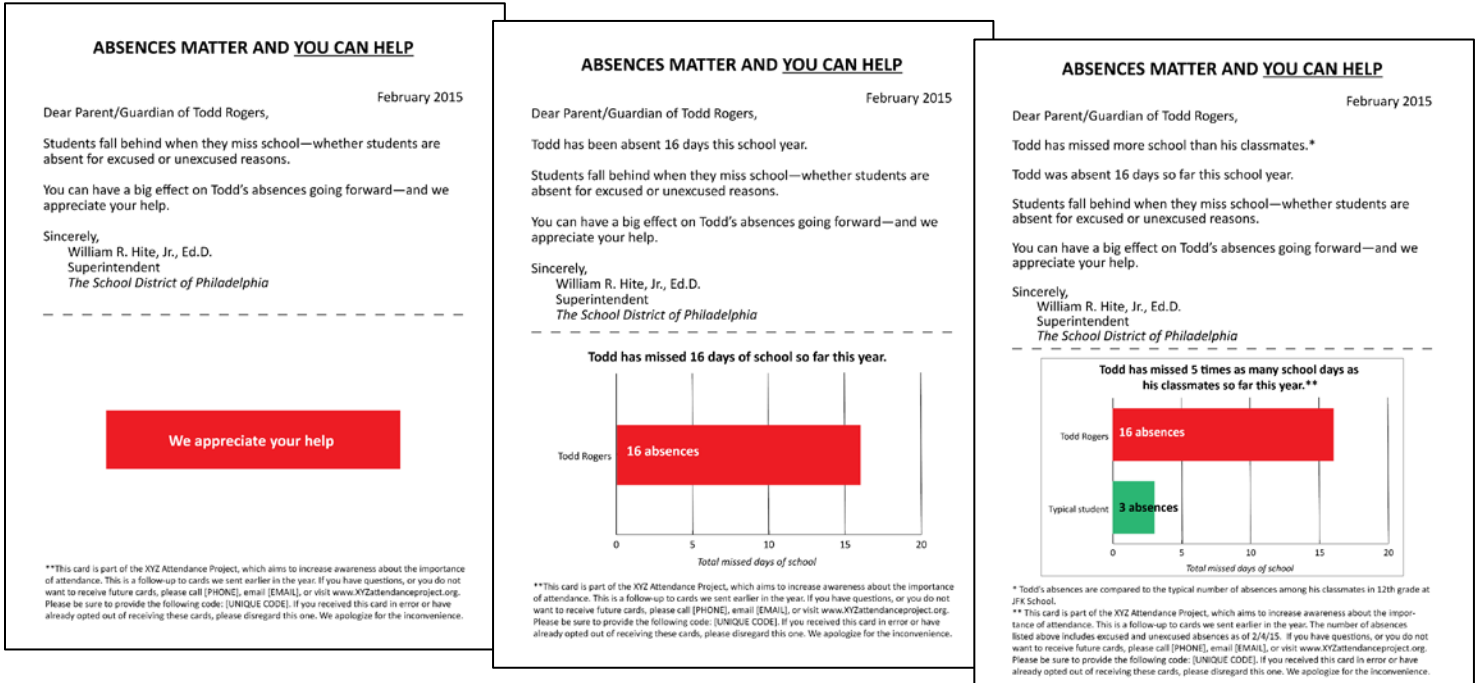 ABSENCES MATTER AND YOU CAN HELP
February 2015
Dear Parent/Guardian of Todd Rogers,
Students fall behind when they miss school—whether students are
absent for excused or unexcused reasons.
You can have a big effect on Todd's absences going forward—and we
appreciate your help.
Sincerely,
William R. Hite, Jr., Ed.D.
Superintendent
The School District of Philadelphia
We appreciate your help
**This card is part of the XYZ Attendance Project, which aims to increase awareness about the importance
of attendance. This is a follow-up to cards we sent earlier in the year. If you have questions, or you do not
want to receive future cards, please call [PHONE], email [EMAIL], or visit www.XYZattendanceproject.org.
Please be sure to provide the following code: [UNIQUE CODE]. If you received this card in error or have
already opted out of receiving these cards, please disregard this one. We apologize for the inconvenience.
ABSENCES MATTER AND YOU CAN HELP
February 2015
Dear Parent/Guardian of Todd Rogers,
Todd has been absent 16 days this school year.
Students fall behind when they miss school—whether students are
absent for excused or unexcused reasons.
You can have a big effect on Todd's absences going forward—and we
appreciate your help.
Sincerely,
William R. Hite, Jr., Ed.D.
Superintendent
The School District of Philadelphia
Todd has missed 16 days of school so far this year.
Todd Rogers
16 absences
0 5 10 15 20
Total missed days of school
**This card is part of the XYZ Attendance Project, which aims to increase awareness about the importance
of attendance. This is a follow-up to cards we sent earlier in the year. If you have questions, or you do not
want to receive future cards, please call [PHONE], email [EMAIL], or visit www.XYZattendanceproject.org.
Please be sure to provide the following code: [UNIQUE CODE]. If you received this card in error or have
already opted out of receiving these cards, please disregard this one. We apologize for the inconvenience.
ABSENCES MATTER AND YOU CAN HELP
February 2015
Dear Parent/Guardian of Todd Rogers,
Todd has missed more school than his classmates.*
Todd was absent 16 days so far this school year.
Students fall behind when they miss school—whether students are
absent for excused or unexcused reasons.
You can have a big effect on Todd's absences going forward—and we
appreciate your help.
Sincerely,
William R. Hite, Jr., Ed.D.
Superintendent
The School District of Philadelphia
Todd has missed 5 times as many school days as
his classmates so far this year.**
Todd Rogers
16 absences
Typical student
3 absences
0 5 10 15 20
Total missed days of school
* Todd's absences are compared to the typical number of absences among his classmates in 12th grade at
JFK School.
** This card is part of the XYZ Attendance Project, which aims to increase awareness about the impor-
tance of attendance. This is a follow-up to cards we sent earlier in the year. The number of absences
listed above includes excused and unexcused absences as of 2/4/15. If you have questions, or you do not
want to receive future cards, please call [PHONE], email [EMAIL], or visit www.XYZattendanceproject.org.
Please be sure to provide the following code: [UNIQUE CODE]. If you received this card in error or have
already opted out of receiving these cards, please disregard this one. We apologize for the inconvenience.